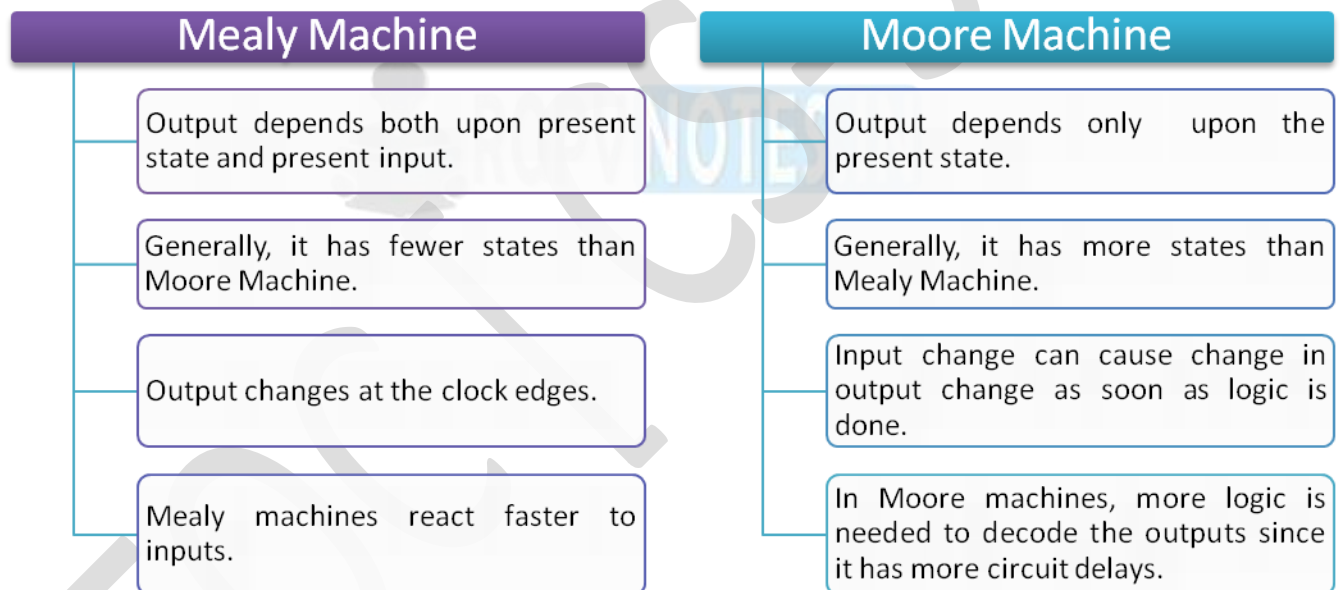 Mealy Machine
Output depends both upon present
state and present input.
Generally, it has fewer states than
Moore Machine.
Output changes at the clock edges.
Mealy machines react faster to
inputs.
Moore Machine
Output depends only upon the
present state.
Generally, it has more states than
Mealy Machine.
Input change can cause change in
output change as soon as logic is
done.
In Moore machines, more logic is
needed to decode the outputs since
it has more circuit delays.